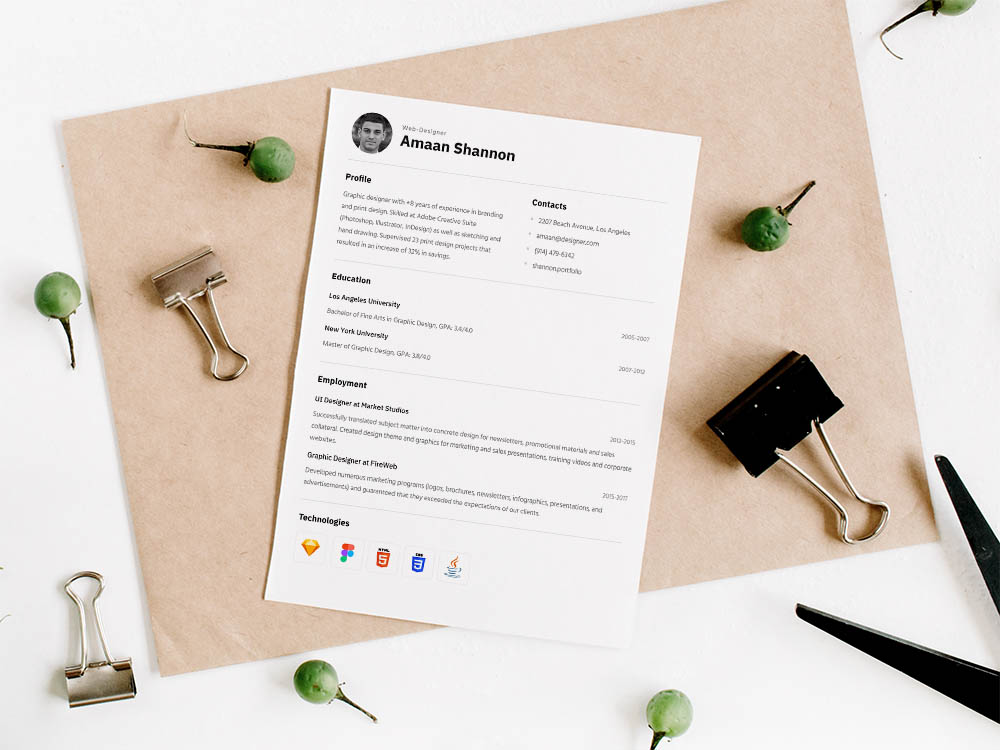 Web-Designer
Amaan Shannon
Profile
Graphic designer with +8 years of experience in branding
and print design. Skilled at Adobe Creative Suite
(Photoshop, Illustrator, InDesign) as well as sketching and
hand drawing. Supervised 23 print design projects that
resulted in an increase of 32% in savings.
Contacts
2207 Beach Avenue, Los Angeles
amaan@designer.com
(914) 479-6342
shannon.portfolio
Education
Los Angeles University
Bachelor of Fine Arts in Graphic Design, GPA: 3.4/4.0
2005-2007
New York University
Master of Graphic Design, GPA: 3.8/4.0
2007-2012
Employment
UI Designer at Market Studios
2012-2015
Successfully translated subject matter into concrete design for newsletters, promotional materials and sales
collateral. Created design theme and graphics for marketing and sales presentations, training videos and corporate
websites.
Graphic Designer at FireWeb
2015-2017
Developed numerous marketing programs (logos, brochures, newsletters, infographics, presentations, and
advertisements) and guarenteed that they exceeded the expectations of our clients.
Technologies
HTML
5
CSS
3